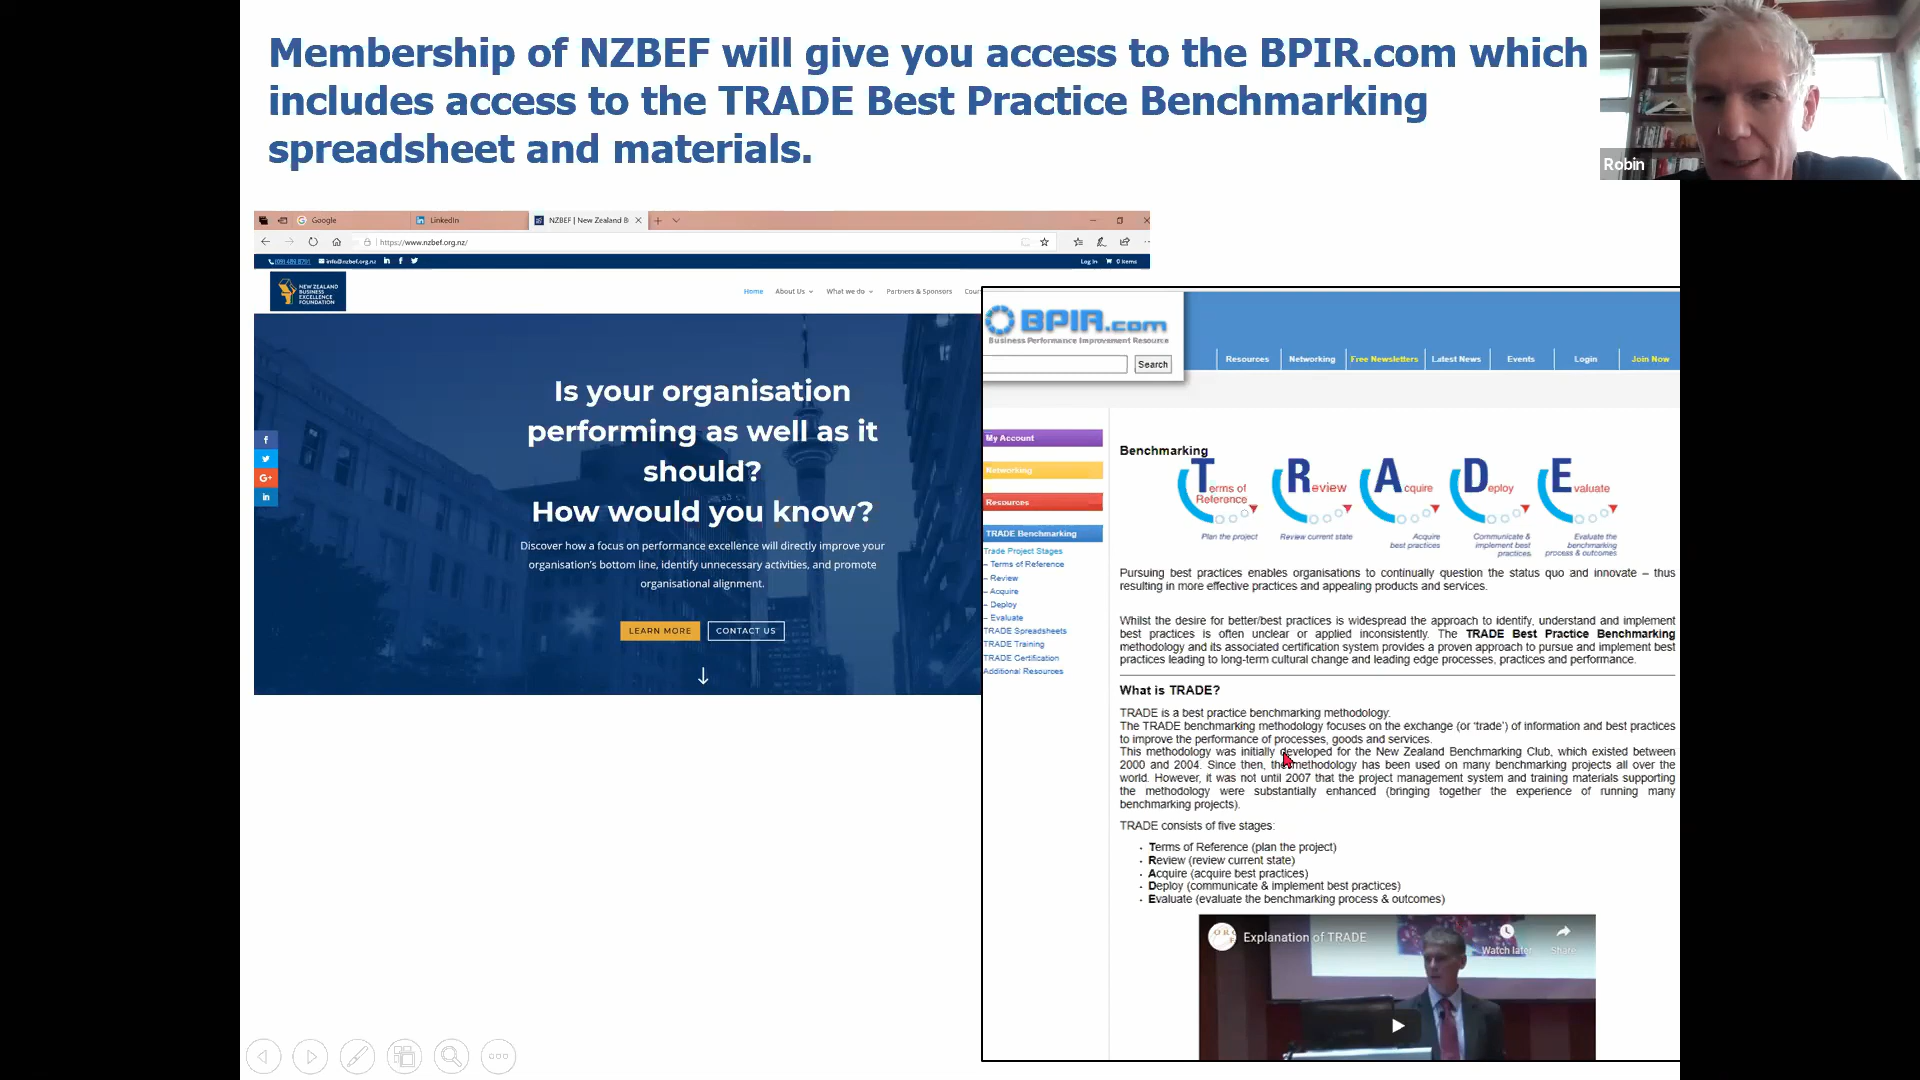 Membership of NZBEF will give you access to the BPIR.com which
includes access to the TRADE Best Practice Benchmarking
spreadsheet and materials.
Robin
Google
LinkedIn
NZBEF | New Zealand B
https://www.nzbef.org.nz/
info@nzbef.org.nz
Log In
0 items
NEW ZEALAND
BUSINESS
EXCELLENCE
FOUNDATION
Home
About Us
What we do
Partners & Sponsors
Cour
Is your organisation
performing as well as it
should?
How would you know?
Discover how a focus on performance excellence will directly improve your
organisation's bottom line, identify unnecessary activities, and promote
organisational alignment.
LEARN MORE
CONTACT US
BPIR.com
Business Performance Improvement Resource
Search
Resources
Networking
Free Newsletters
Latest News
Events
Login
Join Now
My Account
Networking
Resources
TRADE Benchmarking
Trade Project Stages
– Terms of Reference
– Review
– Acquire
– Deploy
– Evaluate
TRADE Spreadsheets
TRADE Training
TRADE Certification
Additional Resources
Benchmarking
Terms of
Reference
Review
Acquire
Deploy
Evaluate
Plan the project
Review current state
Acquire
best practices
Communicate &
implement best
practices
Evaluate the
benchmarking
process & outcomes
Pursuing best practices enables organisations to continually question the status quo and innovate – thus
resulting in more effective practices and appealing products and services.
Whilst the desire for better/best practices is widespread the approach to identify, understand and implement
best practices is often unclear or applied inconsistently. The TRADE Best Practice Benchmarking
methodology and its associated certification system provides a proven approach to pursue and implement best
practices leading to long-term cultural change and leading edge processes, practices and performance.
What is TRADE?
TRADE is a best practice benchmarking methodology.
The TRADE benchmarking methodology focuses on the exchange (or 'trade') of information and best practices
to improve the performance of processes, goods and services.
This methodology was initially developed for the New Zealand Benchmarking Club, which existed between
2000 and 2004. Since then, the methodology has been used on many benchmarking projects all over the
world. However, it was not until 2007 that the project management system and training materials supporting
the methodology were substantially enhanced (bringing together the experience of running many
benchmarking projects).
TRADE consists of five stages:
· Terms of Reference (plan the project)
· Review (review current state)
· Acquire (acquire best practices)
· Deploy (communicate & implement best practices)
· Evaluate (evaluate the benchmarking process & outcomes)
Explanation of TRADE
Watch later
Share